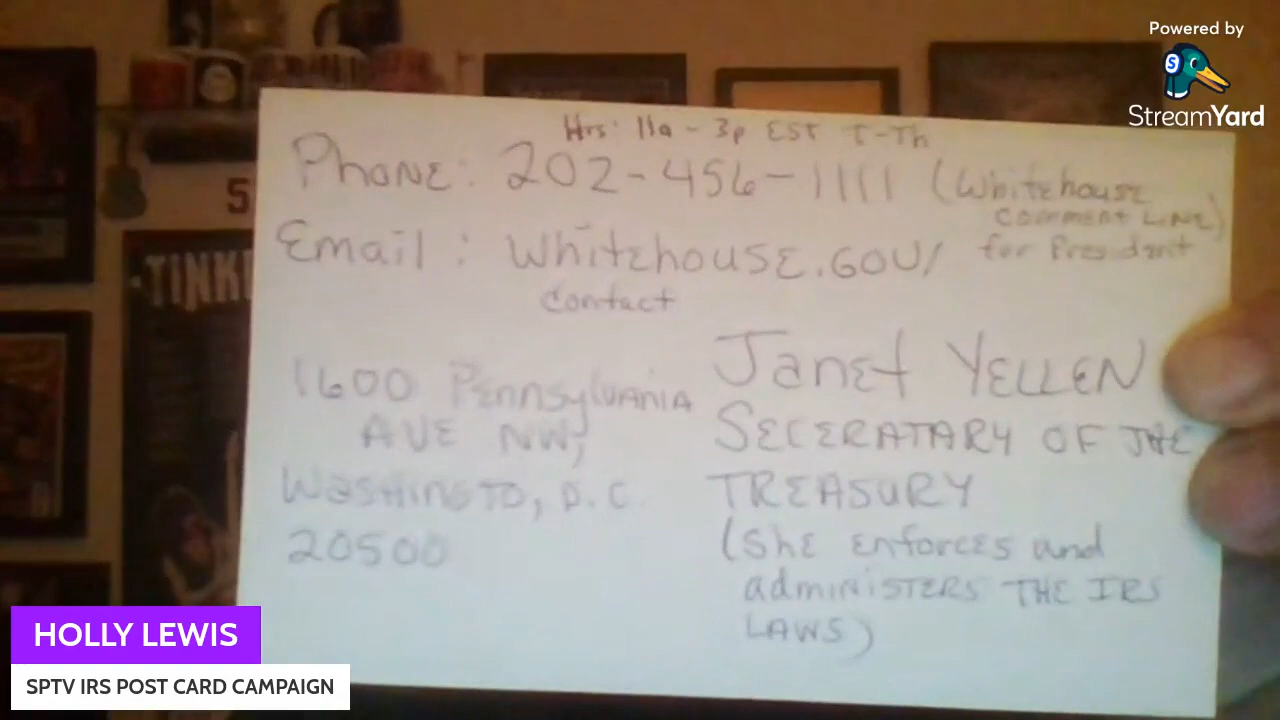 Powered by
StreamYard
Hrs: 11a - 3p EST T-Th
Phone: 202-456-1111 (Whitehouse
comment Line)
Email: Whitehouse.GOV/ for President
contact
1600 Pennsylvania
AVE NW,
WASHINGTO, D.C.
20500
Janet YELLEN
SECERATARY OF THE
TREASURY
(She enforces and
administers THE IRS
LAWS)
TINKE
5
HOLLY LEWIS
SPTV IRS POST CARD CAMPAIGN